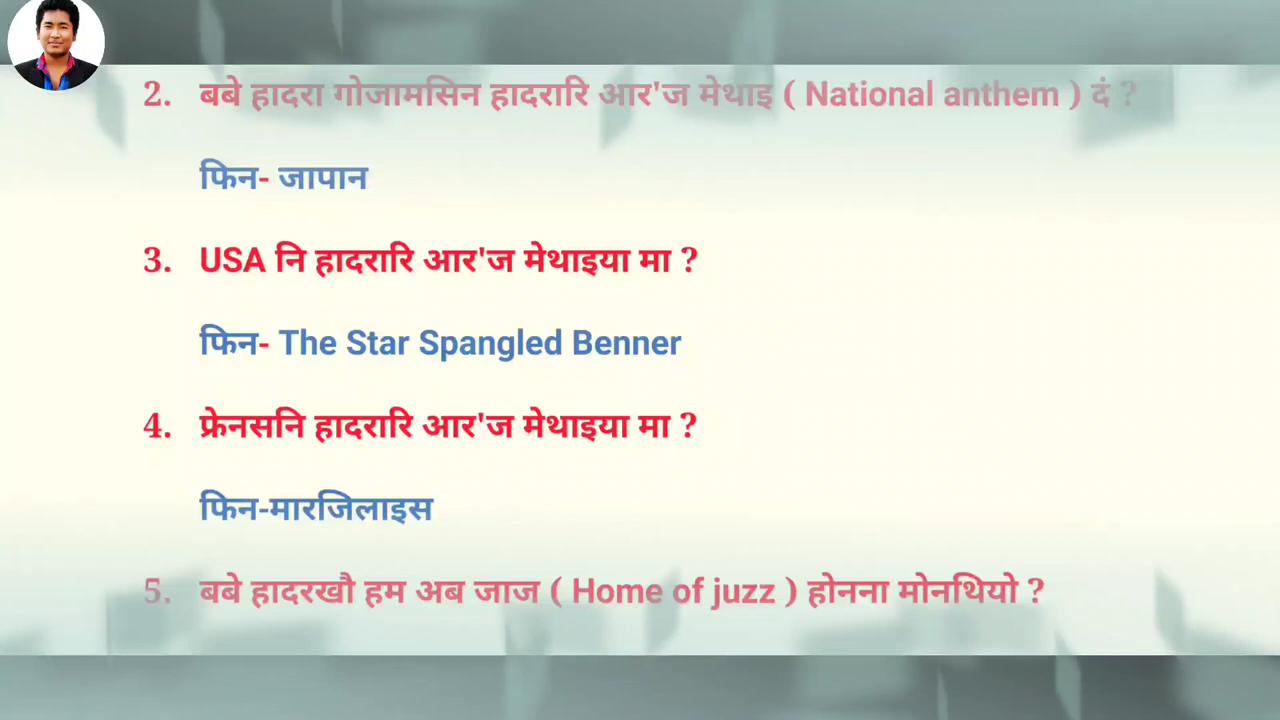 2. बबे हादरा गोजामसिन हादरारि आर'ज मेथाइ ( National anthem ) दं ?
फिन- जापान
3. USA नि हादरारि आर'ज मेथाइया मा ?
फिन- The Star Spangled Benner
4. फ्रेनसनि हादरारि आर'ज मेथाइया मा ?
फिन-मारजिलाइस
5. बबे हादरखौ हम अब जाज ( Home of juzz ) होनना मोनथियो ?